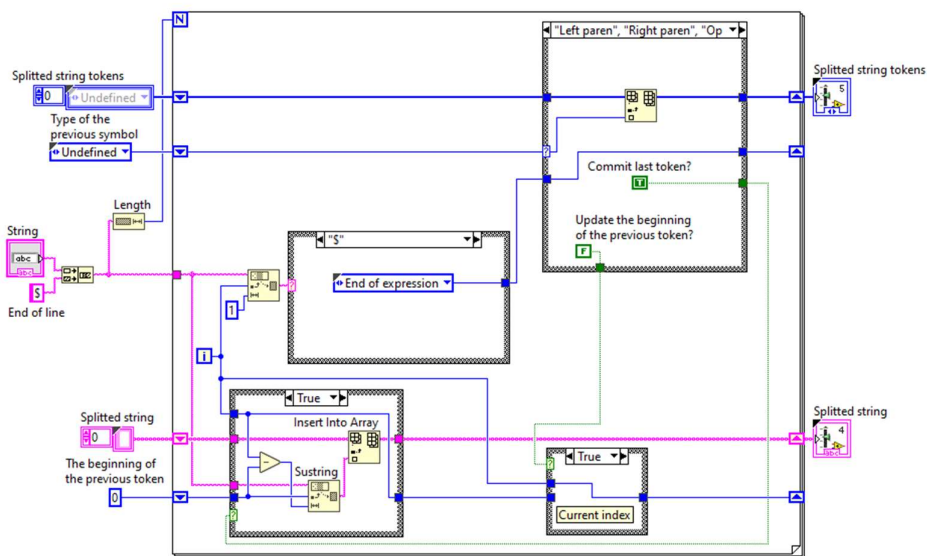 N
"Left paren", "Right paren", "Op
Splitted string tokens
0
Undefined
Splitted string tokens
5
Type of the
previous symbol
Undefined
Commit last token?
T
Length
Update the beginning
of the previous token?
F
String
abc
abc
"$"
End of expression
$
End of line
1
i
True
Splitted string
0
Insert Into Array
Splitted string
4
abc
The beginning of
the previous token
0
-
Sustring
True
Current index
?
?
?
?